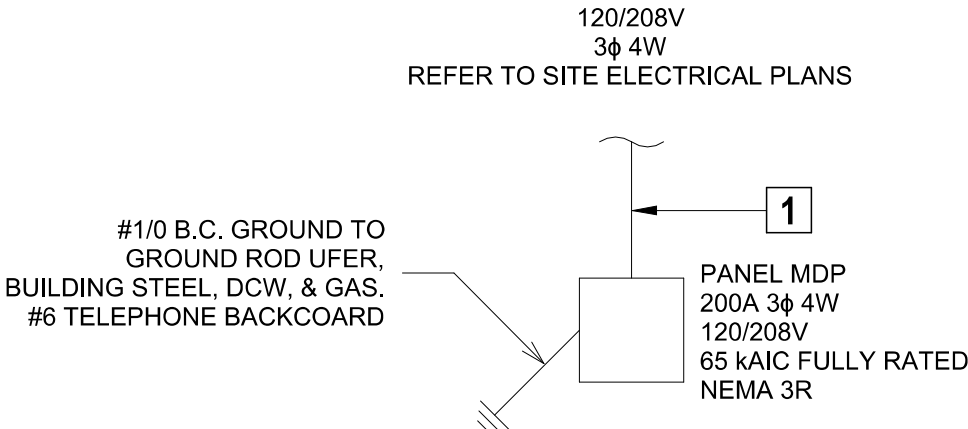 120/208V
3ϕ 4W
REFER TO SITE ELECTRICAL PLANS
1
#1/0 B.C. GROUND TO
GROUND ROD UFER,
BUILDING STEEL, DCW, & GAS.
#6 TELEPHONE BACKCOARD
PANEL MDP
200A 3ϕ 4W
120/208V
65 kAIC FULLY RATED
NEMA 3R